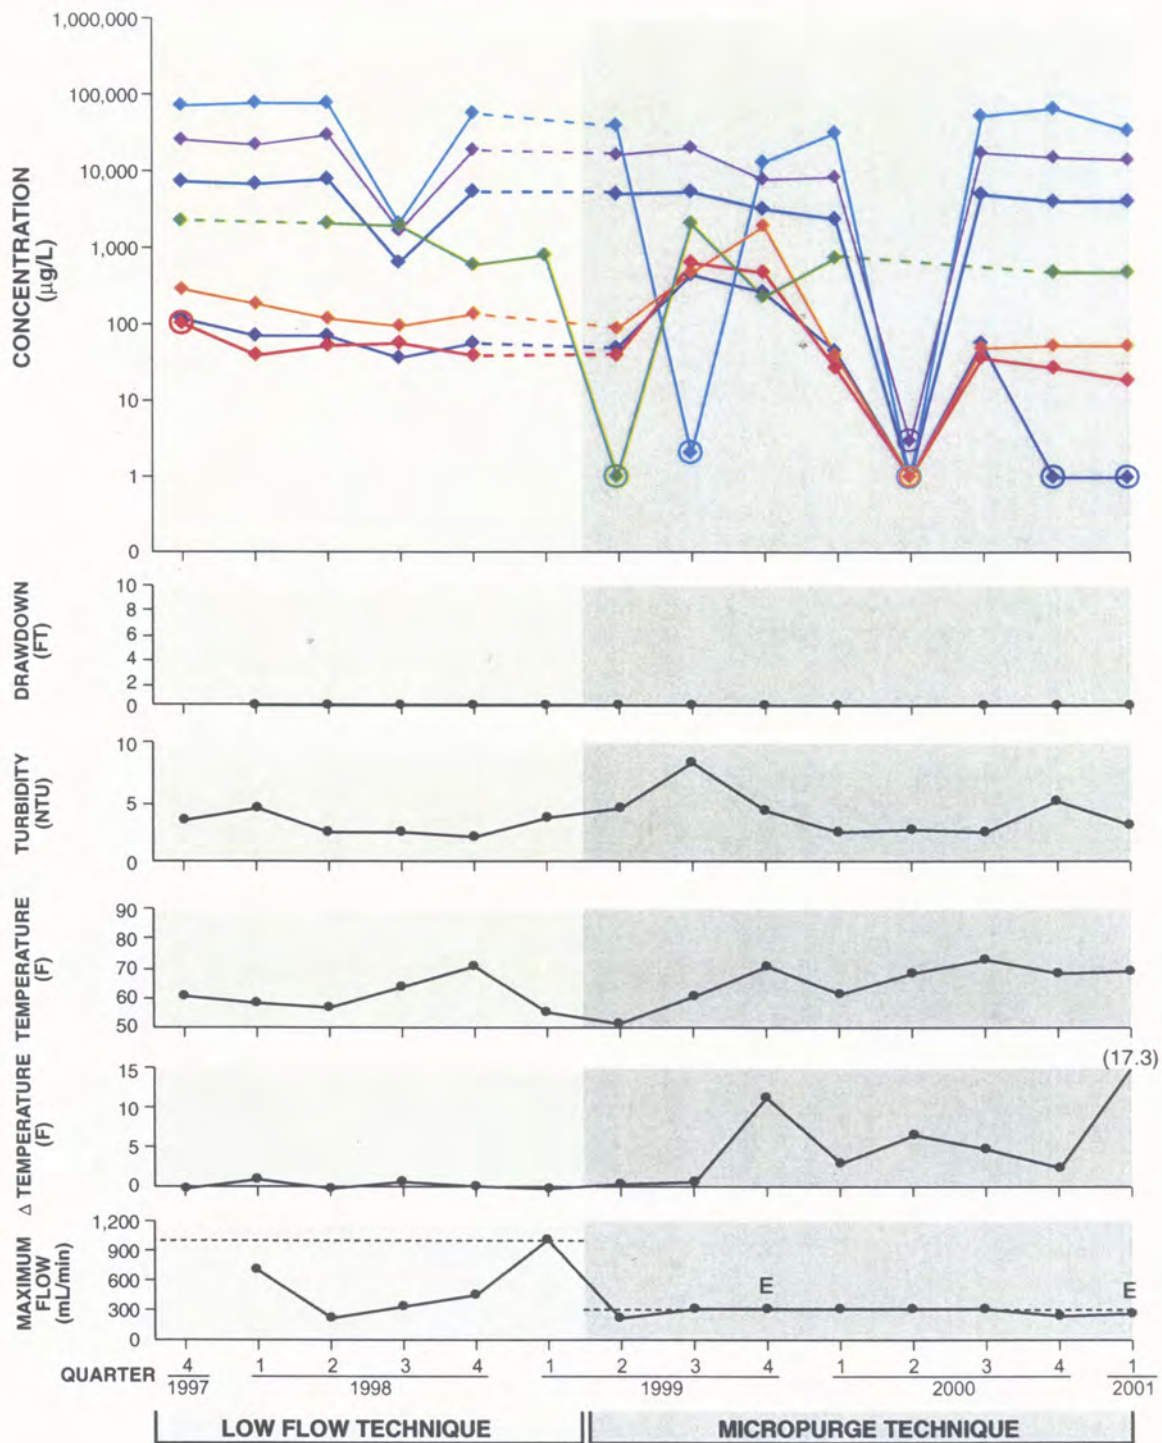 1,000,000
100,000
10,000
1,000
100
10
1
0
CONCENTRATION
(µg/L)
10
8
6
4
2
0
DRAWDOWN
(FT)
10
5
0
TURBIDITY
(NTU)
90
80
70
60
50
TEMPERATURE
(F)
(17.3)
15
10
5
0
Δ TEMPERATURE
(F)
1,200
900
600
300
0
MAXIMUM
FLOW
(mL/min)
E
E
QUARTER 4 1 2 3 4 1 2 3 4 1 2 3 4 1
1997 1998 1999 2000 2001
LOW FLOW TECHNIQUE MICROPURGE TECHNIQUE